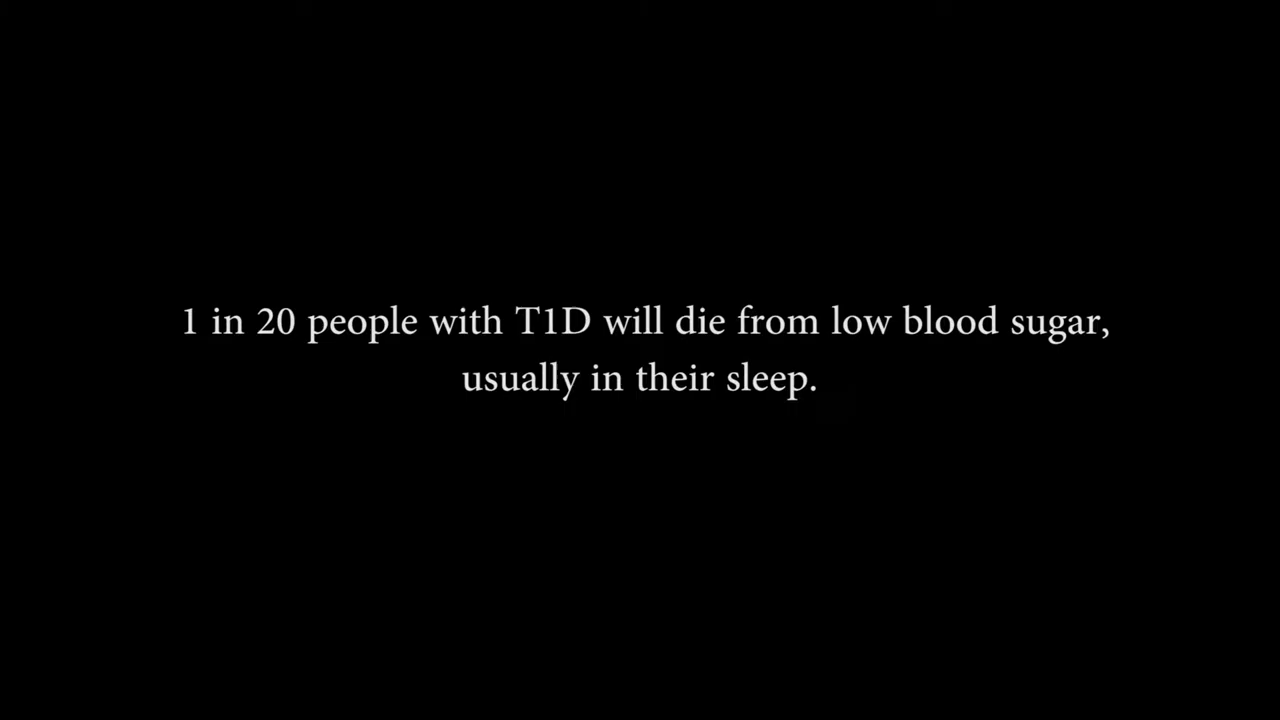 1 in 20 people with T1D will die from low blood sugar,
usually in their sleep.